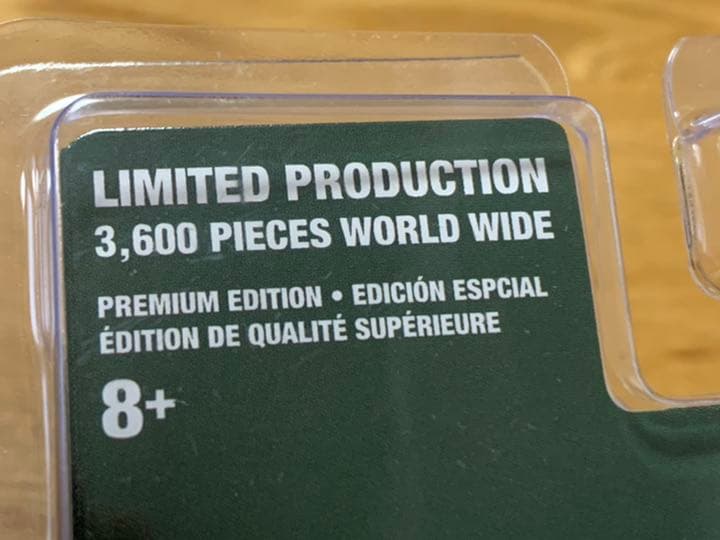 LIMITED PRODUCTION
3,600 PIECES WORLD WIDE
PREMIUM EDITION • EDICIÓN ESPCIAL
ÉDITION DE QUALITÉ SUPÉRIEURE
8+